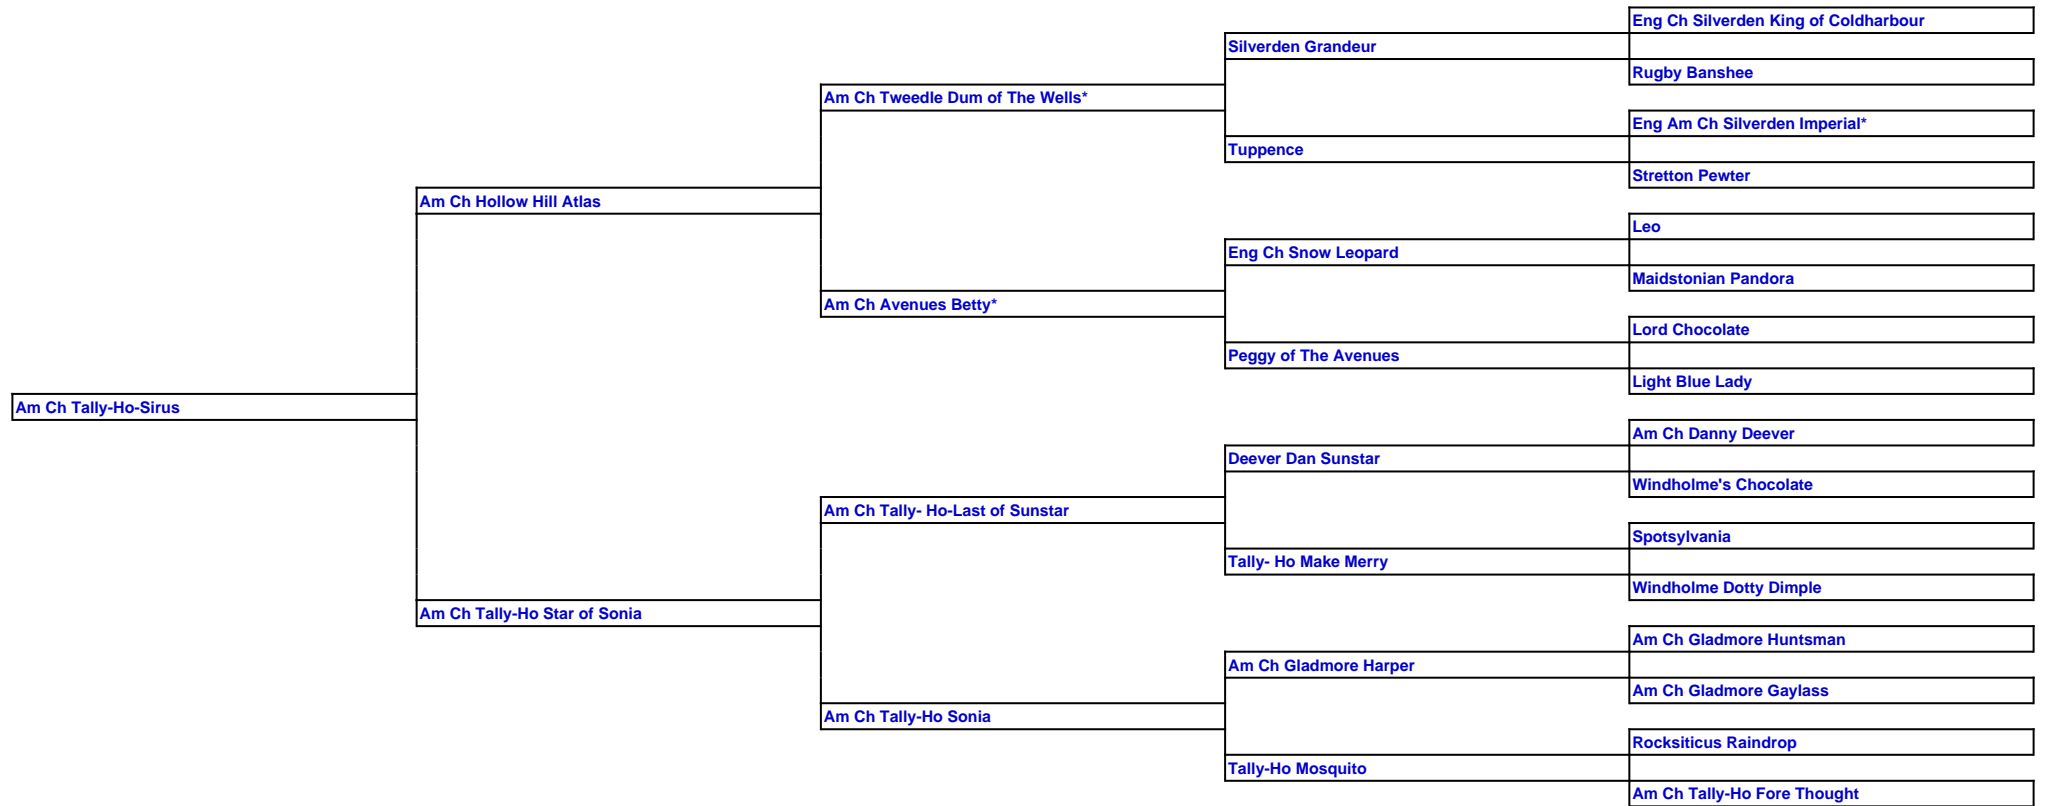 Eng Ch Silverden King of Coldharbour
Silverden Grandeur
Rugby Banshee
Am Ch Tweedle Dum of The Wells*
Eng Am Ch Silverden Imperial*
Tuppence
Stretton Pewter
Am Ch Hollow Hill Atlas
Leo
Eng Ch Snow Leopard
Maidstonian Pandora
Am Ch Avenues Betty*
Lord Chocolate
Peggy of The Avenues
Light Blue Lady
Am Ch Tally-Ho-Sirus
Am Ch Danny Deever
Deever Dan Sunstar
Windholme's Chocolate
Am Ch Tally- Ho-Last of Sunstar
Spotsylvania
Tally- Ho Make Merry
Windholme Dotty Dimple
Am Ch Tally-Ho Star of Sonia
Am Ch Gladmore Huntsman
Am Ch Gladmore Harper
Am Ch Gladmore Gaylass
Am Ch Tally-Ho Sonia
Rocksiticus Raindrop
Tally-Ho Mosquito
Am Ch Tally-Ho Fore Thought